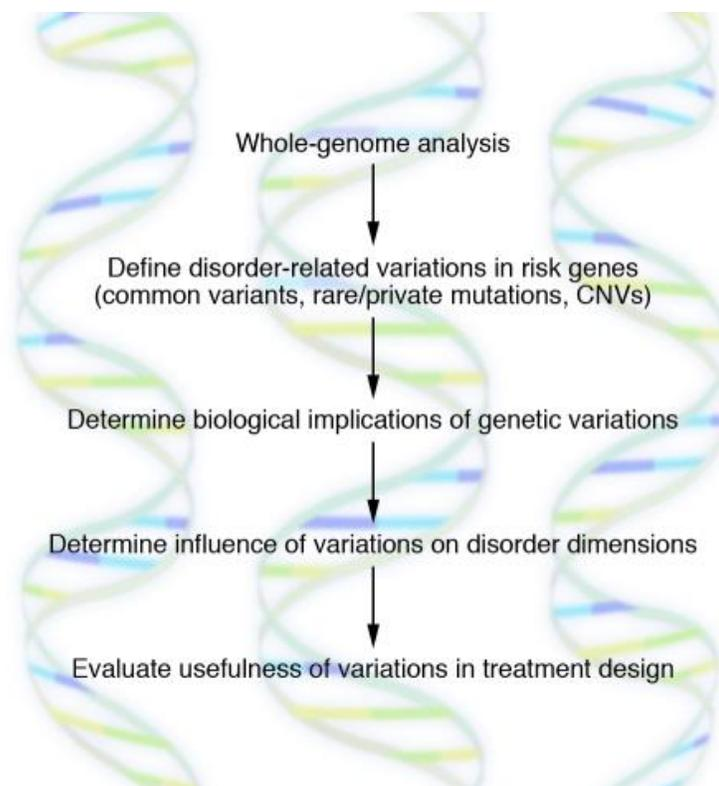 Whole-genome analysis
Define disorder-related variations in risk genes
(common variants, rare/private mutations, CNVs)
Determine biological implications of genetic variations
Determine influence of variations on disorder dimensions
Evaluate usefulness of variations in treatment design